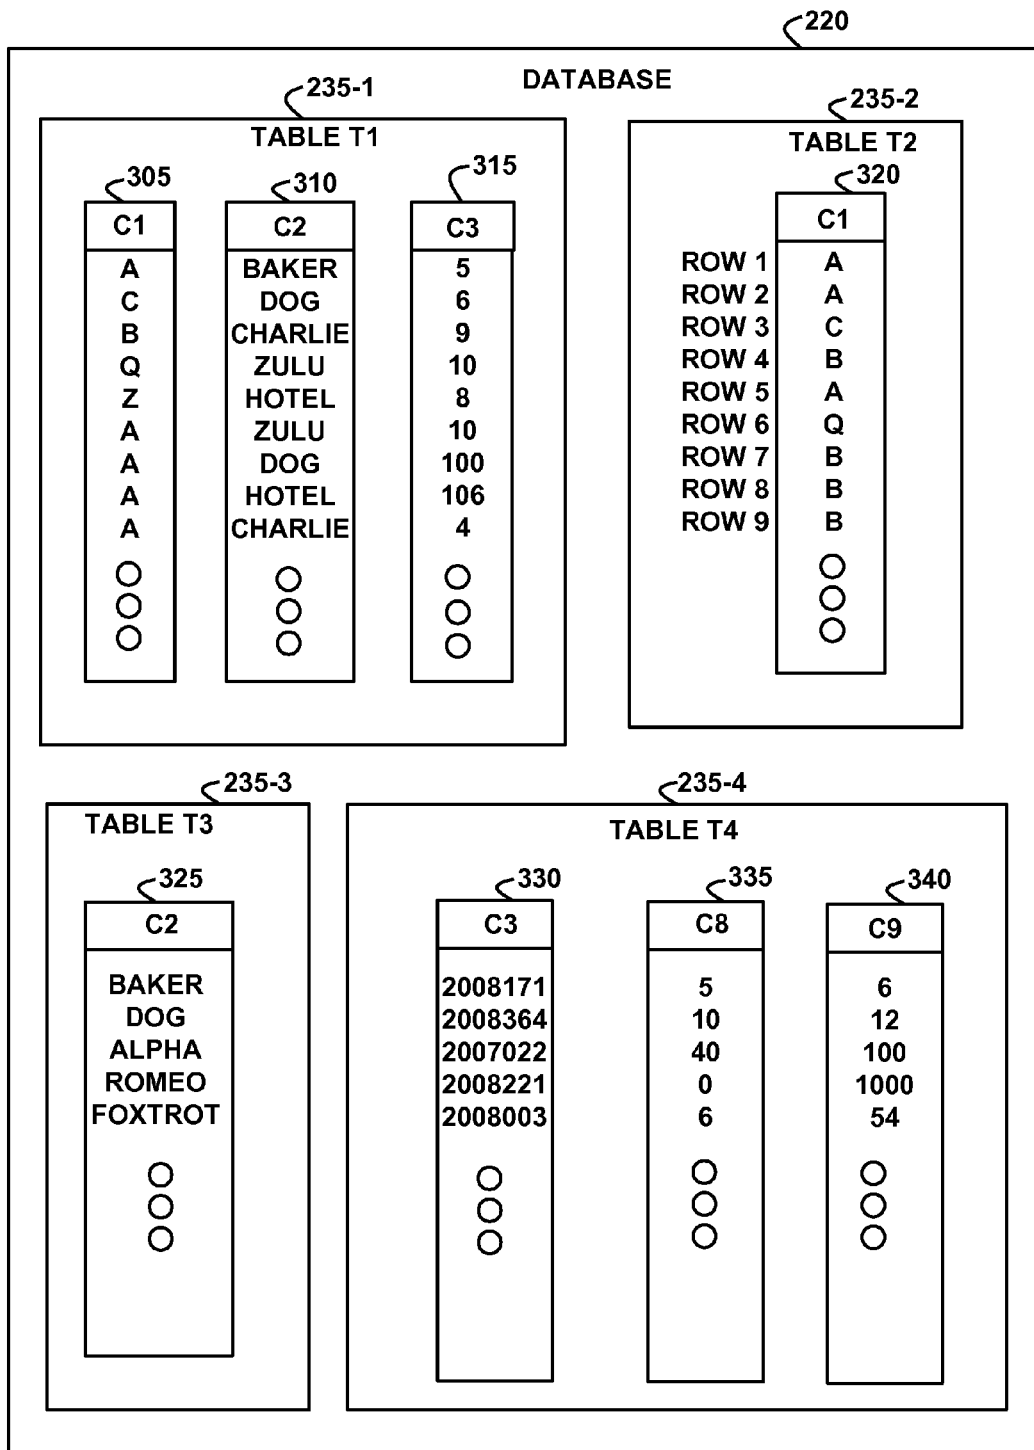 220
DATABASE
235-1
TABLE T1
305
310
315
C1 C2 C3
A BAKER 5
C DOG 6
B CHARLIE 9
Q ZULU 10
Z HOTEL 8
A ZULU 10
A DOG 100
A HOTEL 106
A CHARLIE 4
235-2
TABLE T2
320
C1
ROW 1 A
ROW 2 A
ROW 3 C
ROW 4 B
ROW 5 A
ROW 6 Q
ROW 7 B
ROW 8 B
ROW 9 B
235-3
TABLE T3
325
C2
BAKER
DOG
ALPHA
ROMEO
FOXTROT
235-4
TABLE T4
330
335
340
C3 C8 C9
2008171 5 6
2008364 10 12
2007022 40 100
2008221 0 1000
2008003 6 54